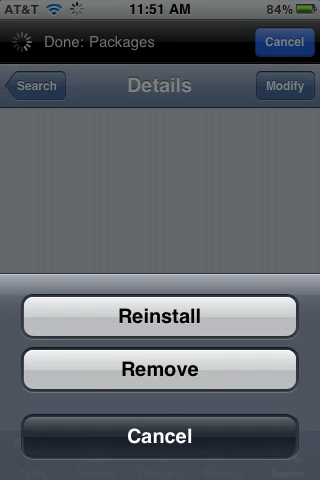 AT&T 11:51 AM 84%
Done: Packages Cancel
Search Details Modify
Reinstall
Remove
Cancel